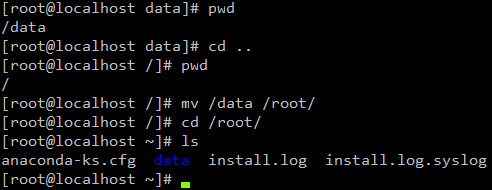 [root@localhost data]# pwd
/data
[root@localhost data]# cd ..
[root@localhost /]# pwd
/
[root@localhost /]# mv /data /root/
[root@localhost /]# cd /root/
[root@localhost ~]# ls
anaconda-ks.cfg  data  install.log  install.log.syslog
[root@localhost ~]#